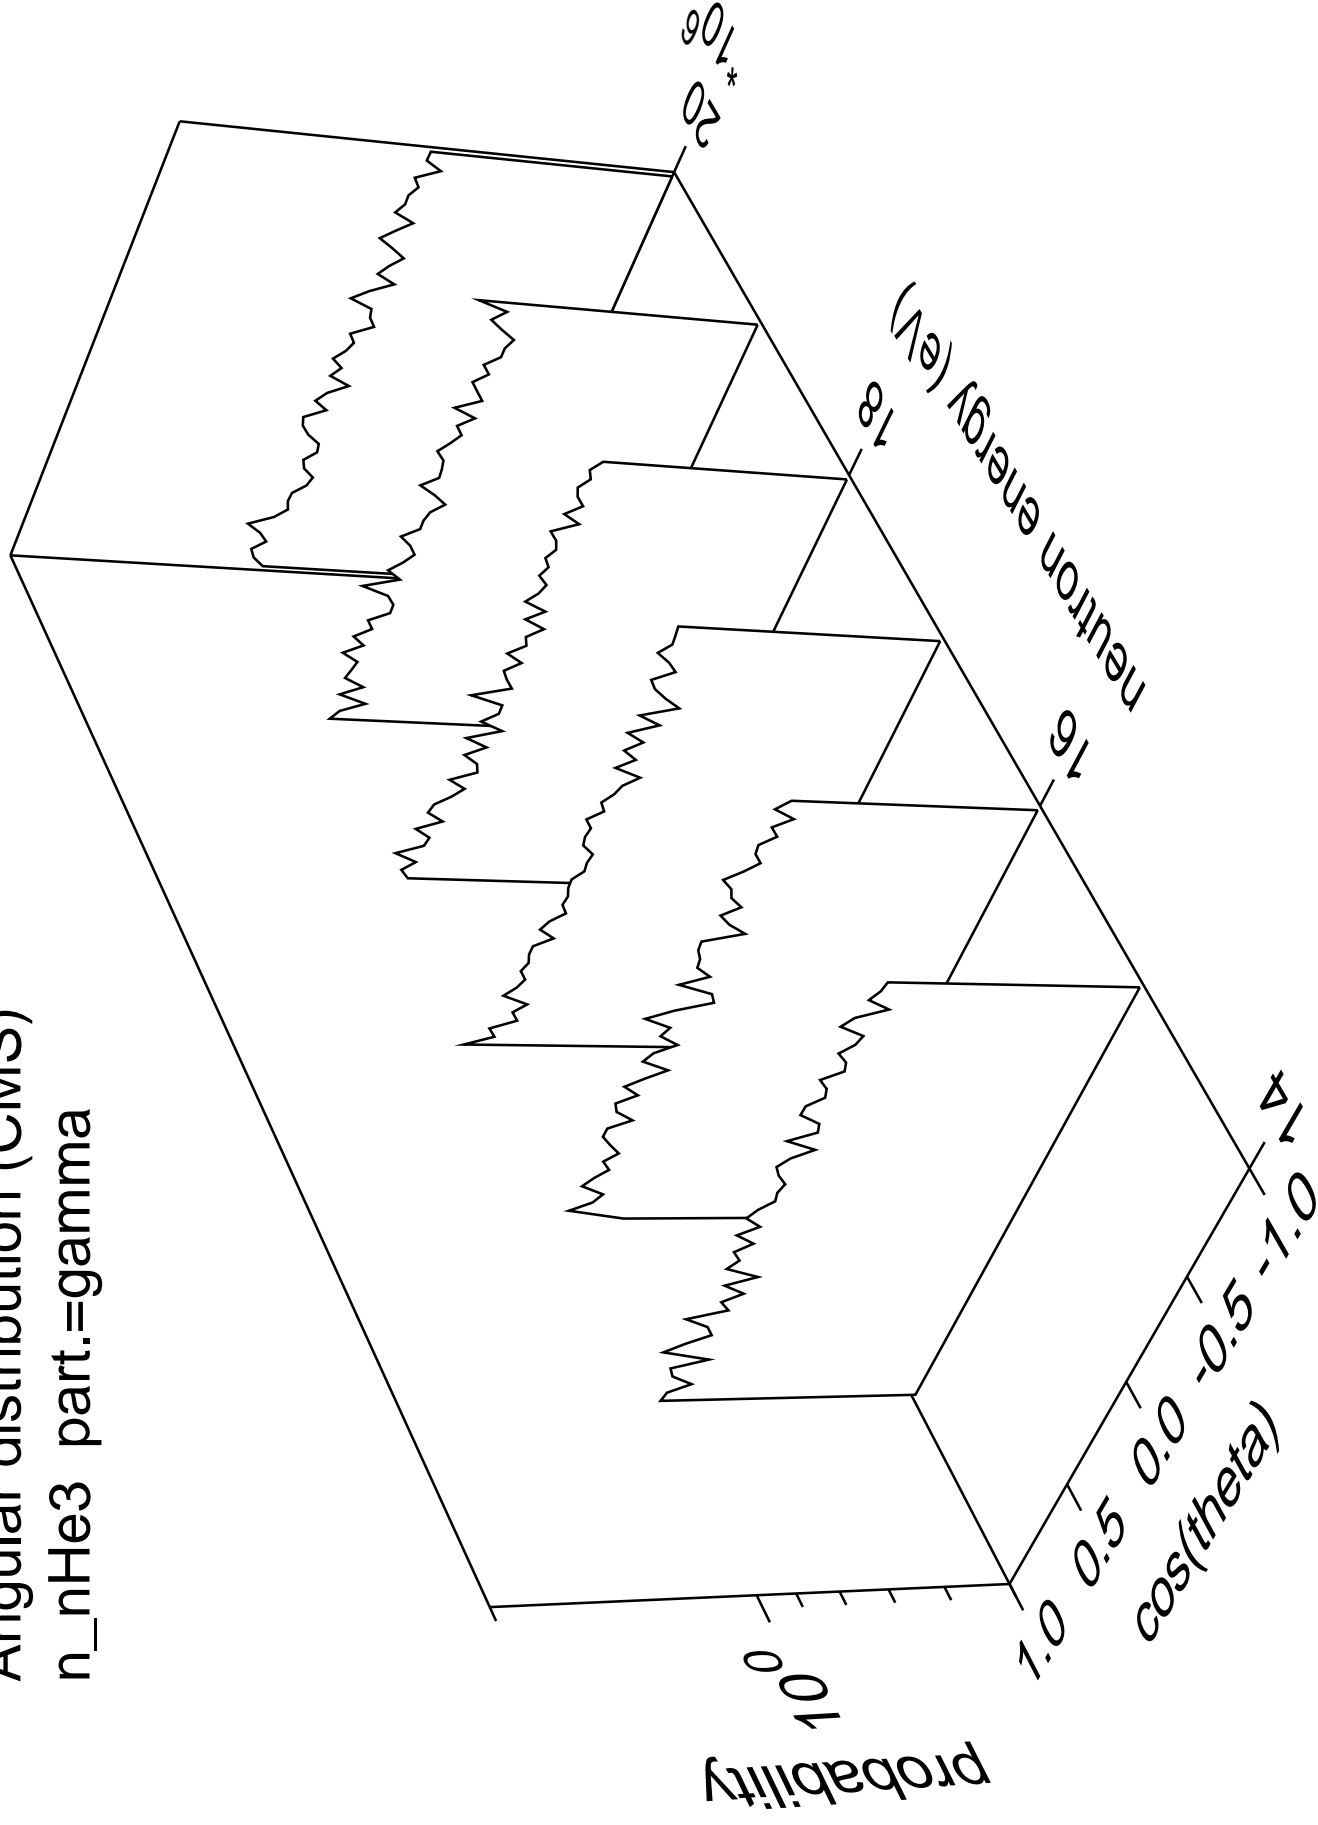 Angular distribution (CMS)
n_nHe3 part.=gamma
probability
10^0
1.0 0.5 0.0 -0.5 -1.0
cos(theta)
14 16 18 20
*10^6
neutron energy (eV)